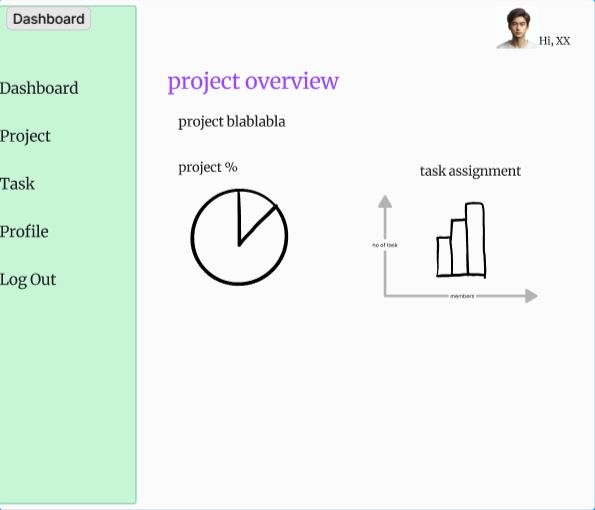 Dashboard
Hi, XX
Dashboard
Project
Task
Profile
Log Out
project overview
project blablabla
project %
task assignment
no of task
members